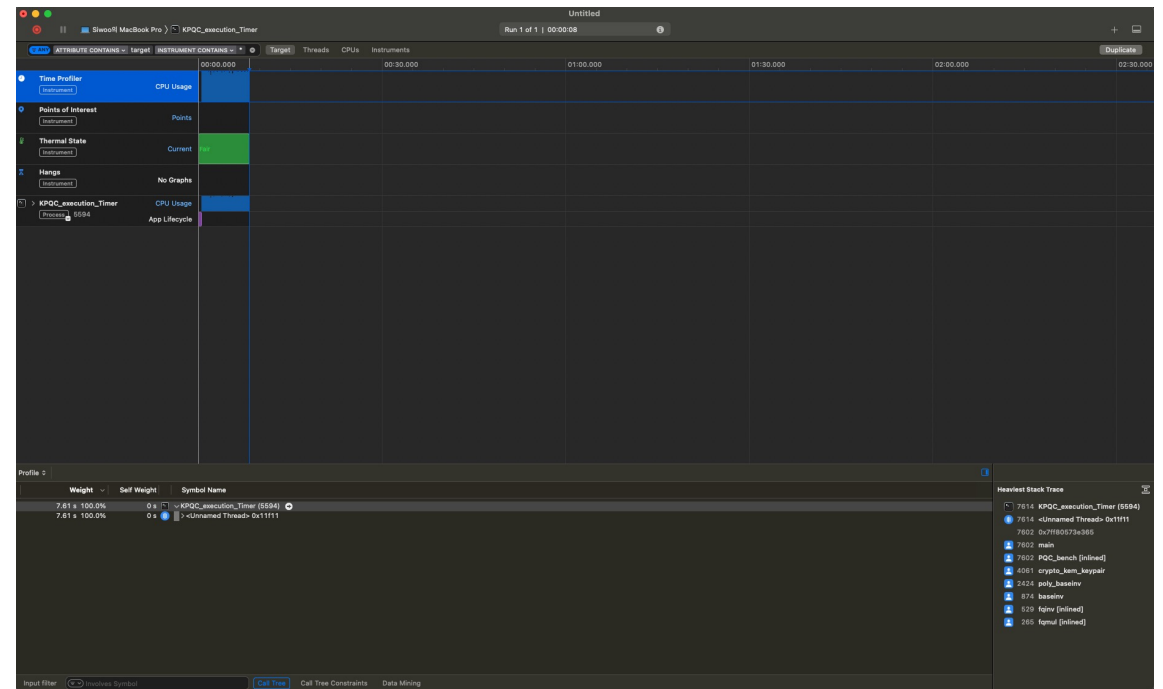 Untitled
Siwoo의 MacBook Pro 〉 KPQC_execution_Timer
Run 1 of 1 | 00:00:08
ANY ATTRIBUTE CONTAINS target INSTRUMENT CONTAINS Target Threads CPUs Instruments Duplicate
00:00.000 00:30.000 01:00.000 01:30.000 02:00.000 02:30.000
Time Profiler
Instrument
CPU Usage
Points of Interest
Instrument
Points
Thermal State
Instrument
Current
Fair
Hangs
Instrument
No Graphs
KPQC_execution_Timer
CPU Usage
Process 5594
App Lifecycle
Profile
Weight Self Weight Symbol Name
7.61 s 100.0% 0 s KPQC_execution_Timer (5594)
7.61 s 100.0% 0 s <Unnamed Thread> 0x11f11
Heaviest Stack Trace
7614 KPQC_execution_Timer (5594)
7614 <Unnamed Thread> 0x11f11
7602 0x7ff80573e365
7602 main
7602 PQC_bench [inlined]
4061 crypto_kem_keypair
2424 poly_baseinv
874 baseinv
529 fqinv [inlined]
265 fqmul [inlined]
Input filter Involves Symbol Call Tree Call Tree Constraints Data Mining